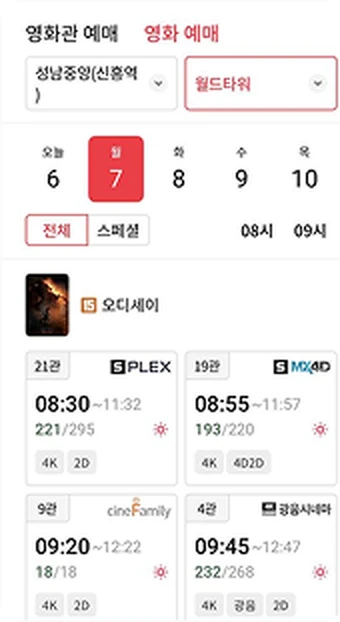 영화관 예매 영화 예매
성남중앙(신흥역
)
월드타워
오늘 월 화 수 목
6 7 8 9 10
전체 스페셜 08시 09시
15 오디세이
21관 S PLEX
08:30~11:32
221/295
4K 2D
19관 S MX4D
08:55~11:57
193/220
4K 4D2D
9관 cineFamily
09:20~12:22
18/18
4K 2D
4관 광음시네마
09:45~12:47
232/268
4K 광음 2D